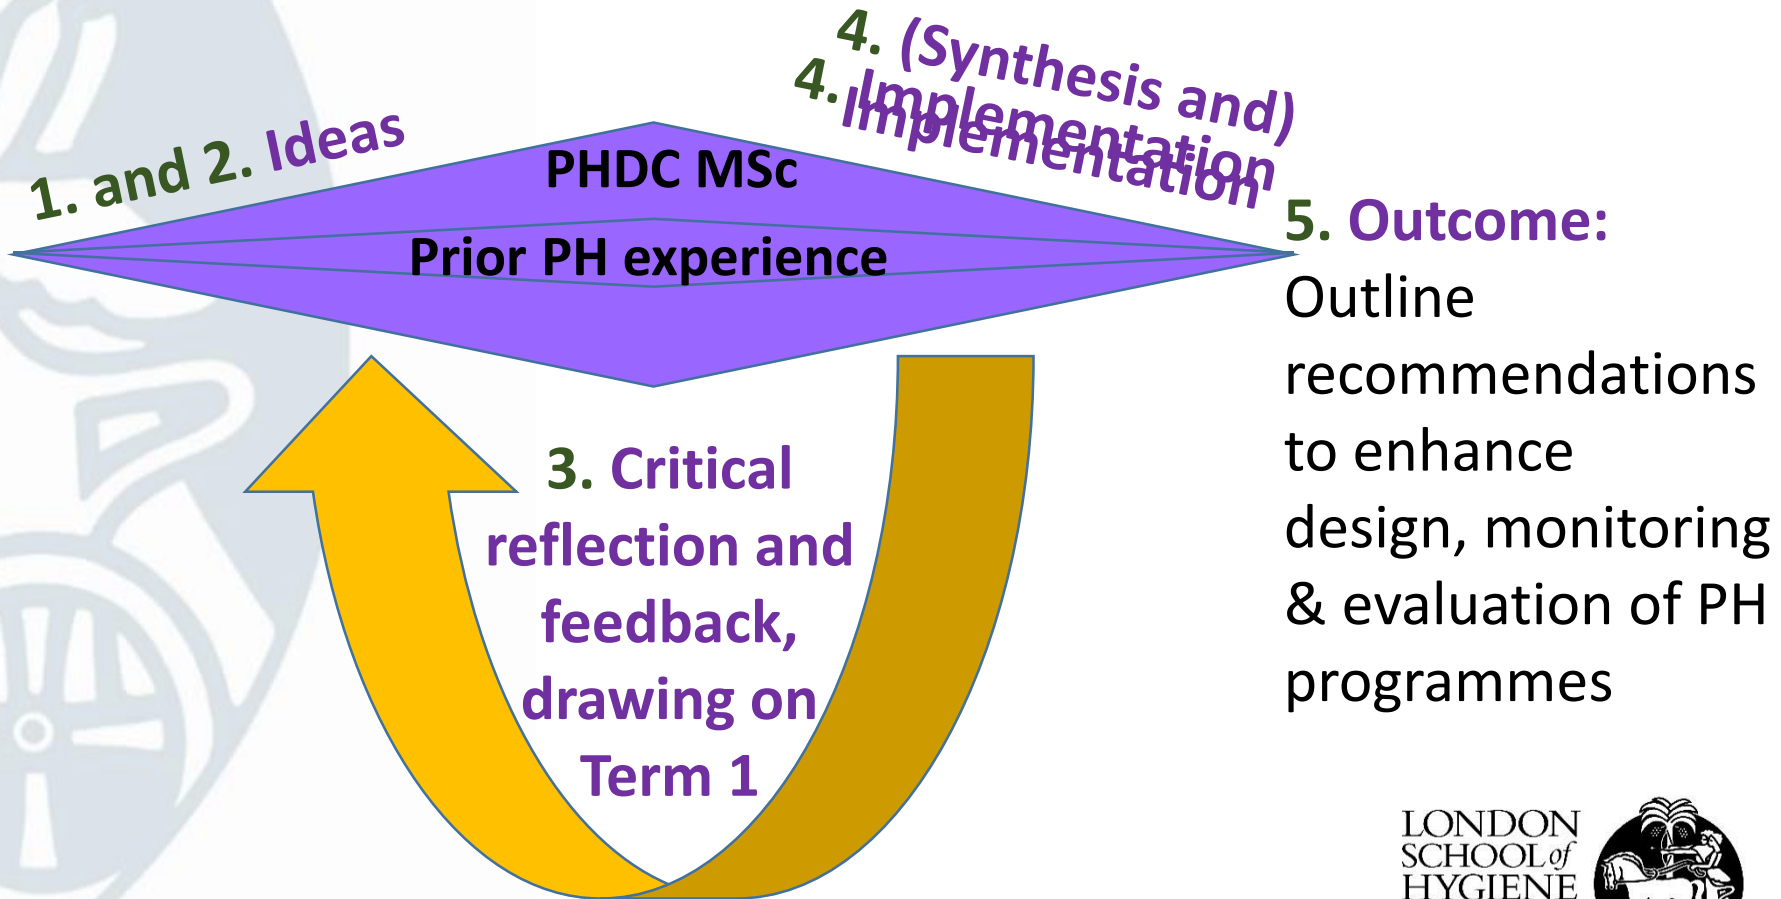 1. and 2. Ideas
4. (Synthesis and)
Implementation
4. Implementation
PHDC MSc
Prior PH experience
3. Critical
reflection and
feedback,
drawing on
Term 1
5. Outcome:
Outline
recommendations
to enhance
design, monitoring
& evaluation of PH
programmes
LONDON
SCHOOL of
HYGIENE